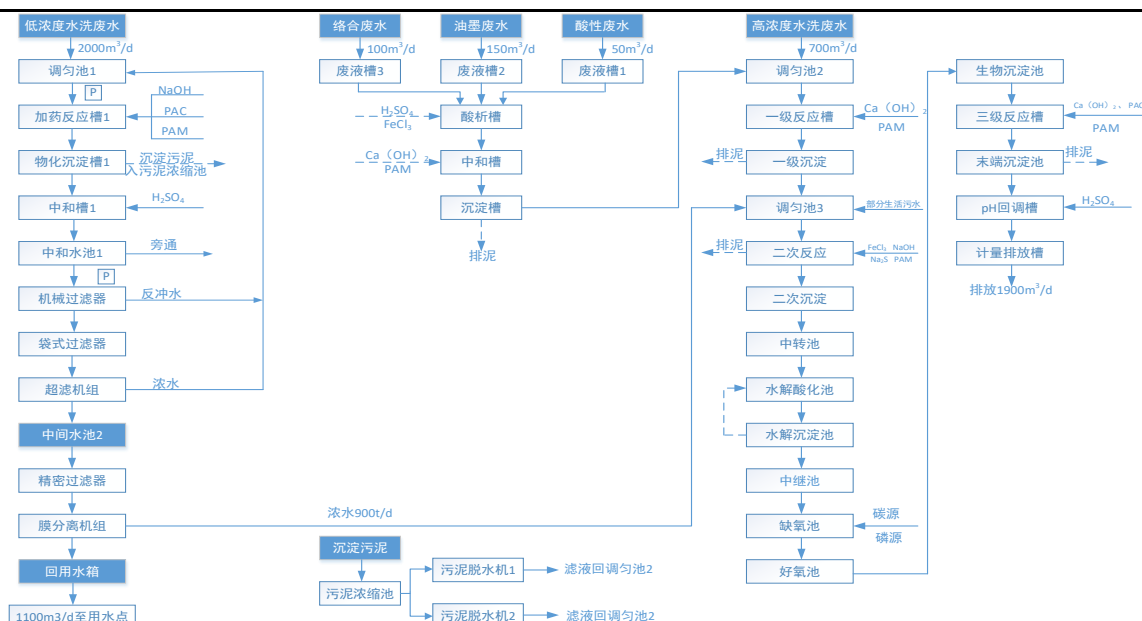 低浓度水洗废水
2000m³/d
调匀池1
P
NaOH
PAC
PAM
加药反应槽1
物化沉淀槽1
沉淀污泥
入污泥浓缩池
中和槽1
H₂SO₄
中和水池1
旁通
P
机械过滤器
反冲水
袋式过滤器
超滤机组
浓水
中间水池2
精密过滤器
膜分离机组
浓水900t/d
回用水箱
1100m3/d至用水点
络合废水
100m³/d
废液槽3
油墨废水
150m³/d
废液槽2
酸性废水
50m³/d
废液槽1
H₂SO₄
FeCl₃
酸析槽
Ca（OH）₂
PAM
中和槽
沉淀槽
排泥
沉淀污泥
污泥浓缩池
污泥脱水机1
滤液回调匀池2
污泥脱水机2
滤液回调匀池2
高浓度水洗废水
700m³/d
调匀池2
一级反应槽
Ca（OH）₂
PAM
一级沉淀
排泥
调匀池3
部分生活污水
二次反应
排泥
FeCl₃ NaOH
Na₂S PAM
二次沉淀
中转池
水解酸化池
水解沉淀池
中继池
缺氧池
碳源
磷源
好氧池
生物沉淀池
三级反应槽
Ca（OH）₂、PAC
PAM
末端沉淀池
排泥
pH回调槽
H₂SO₄
计量排放槽
排放1900m³/d